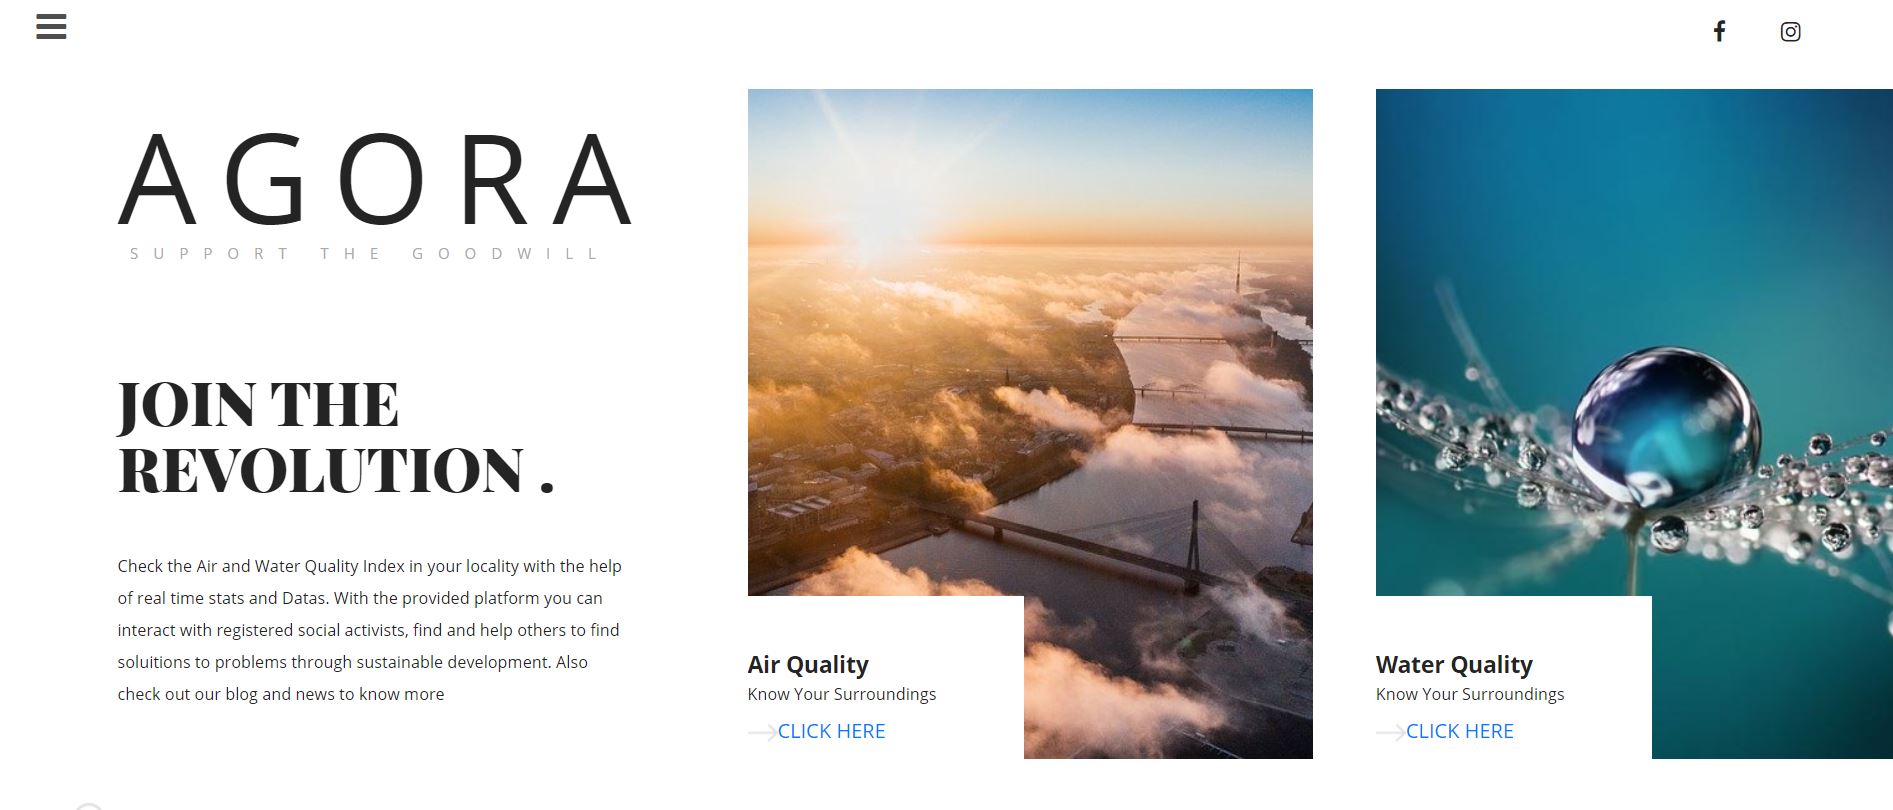 AGORA
SUPPORT THE GOODWILL
JOIN THE
REVOLUTION .
Check the Air and Water Quality Index in your locality with the help
of real time stats and Datas. With the provided platform you can
interact with registered social activists, find and help others to find
soluitions to problems through sustainable development. Also
check out our blog and news to know more
Air Quality
Know Your Surroundings
CLICK HERE
Water Quality
Know Your Surroundings
CLICK HERE